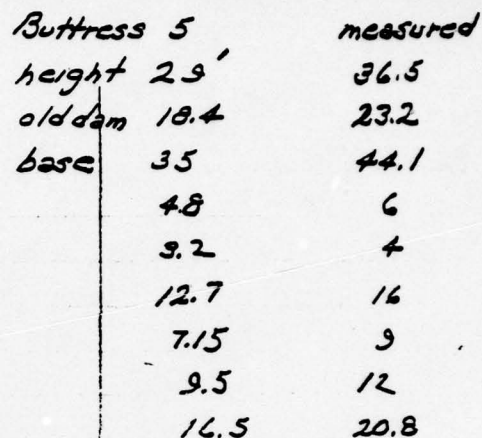 Buttress 5 measured
height 29' 36.5
old dam 18.4 23.2
base 35 44.1
4.8 6
3.2 4
12.7 16
7.15 9
9.5 12
16.5 20.8